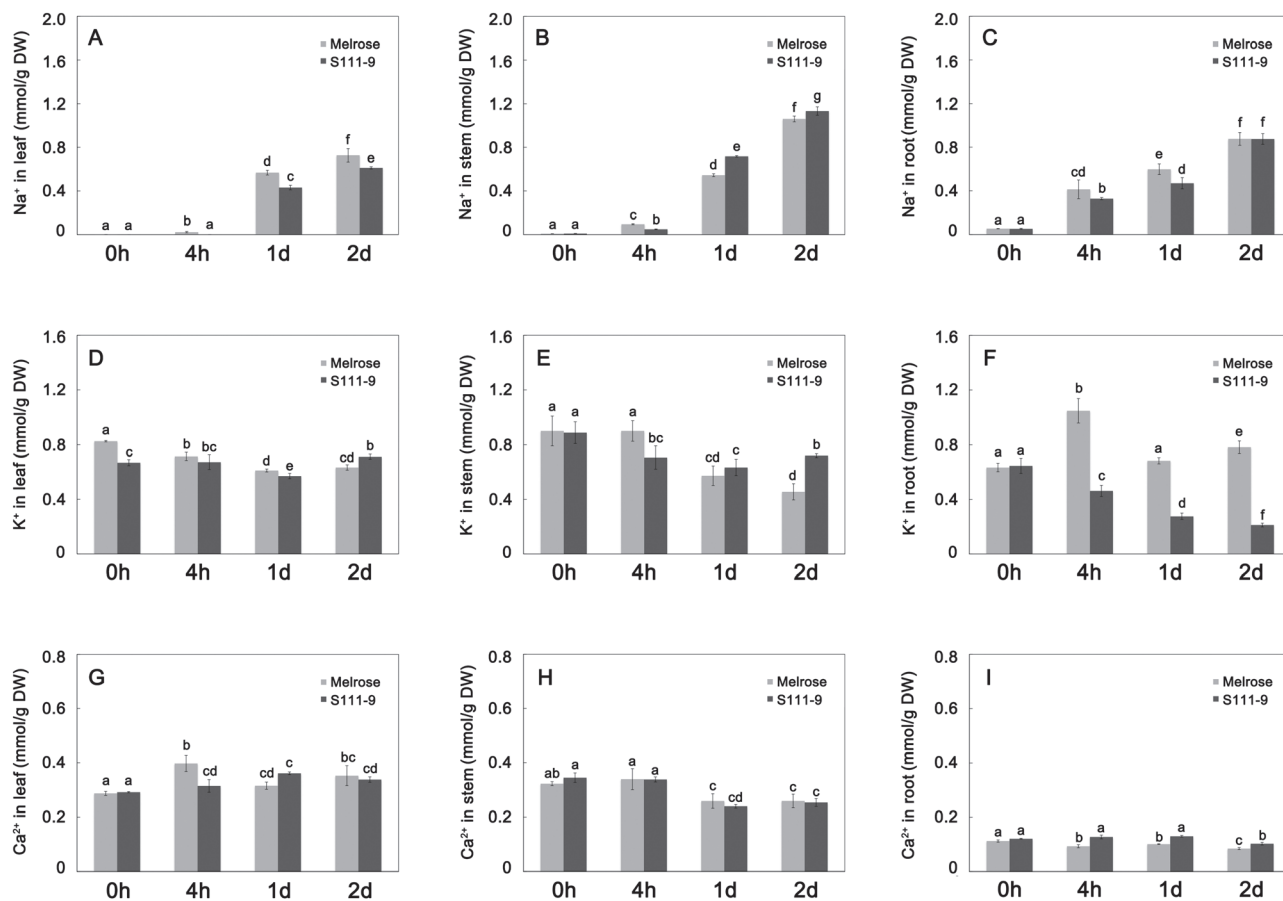 A
Na⁺ in leaf (mmol/g DW)
2.0
1.6
1.2
0.8
0.4
0
Melrose
S111-9
a a b a d c f e
0h 4h 1d 2d
B
Na⁺ in stem (mmol/g DW)
2.0
1.6
1.2
0.8
0.4
0
Melrose
S111-9
a a c b d e f g
0h 4h 1d 2d
C
Na⁺ in root (mmol/g DW)
2.0
1.6
1.2
0.8
0.4
0
Melrose
S111-9
a a cd b e d f f
0h 4h 1d 2d
D
K⁺ in leaf (mmol/g DW)
1.6
1.2
0.8
0.4
0
Melrose
S111-9
a c b bc d e cd b
0h 4h 1d 2d
E
K⁺ in stem (mmol/g DW)
1.6
1.2
0.8
0.4
0
Melrose
S111-9
a a a bc cd c d b
0h 4h 1d 2d
F
K⁺ in root (mmol/g DW)
1.6
1.2
0.8
0.4
0
Melrose
S111-9
a a b c a d e f
0h 4h 1d 2d
G
Ca²⁺ in leaf (mmol/g DW)
0.8
0.6
0.4
0.2
0
Melrose
S111-9
a a b cd cd c bc cd
0h 4h 1d 2d
H
Ca²⁺ in stem (mmol/g DW)
0.8
0.6
0.4
0.2
0
Melrose
S111-9
ab a a a c cd c c
0h 4h 1d 2d
I
Ca²⁺ in root (mmol/g DW)
0.8
0.6
0.4
0.2
0
Melrose
S111-9
a a b a b a c b
0h 4h 1d 2d